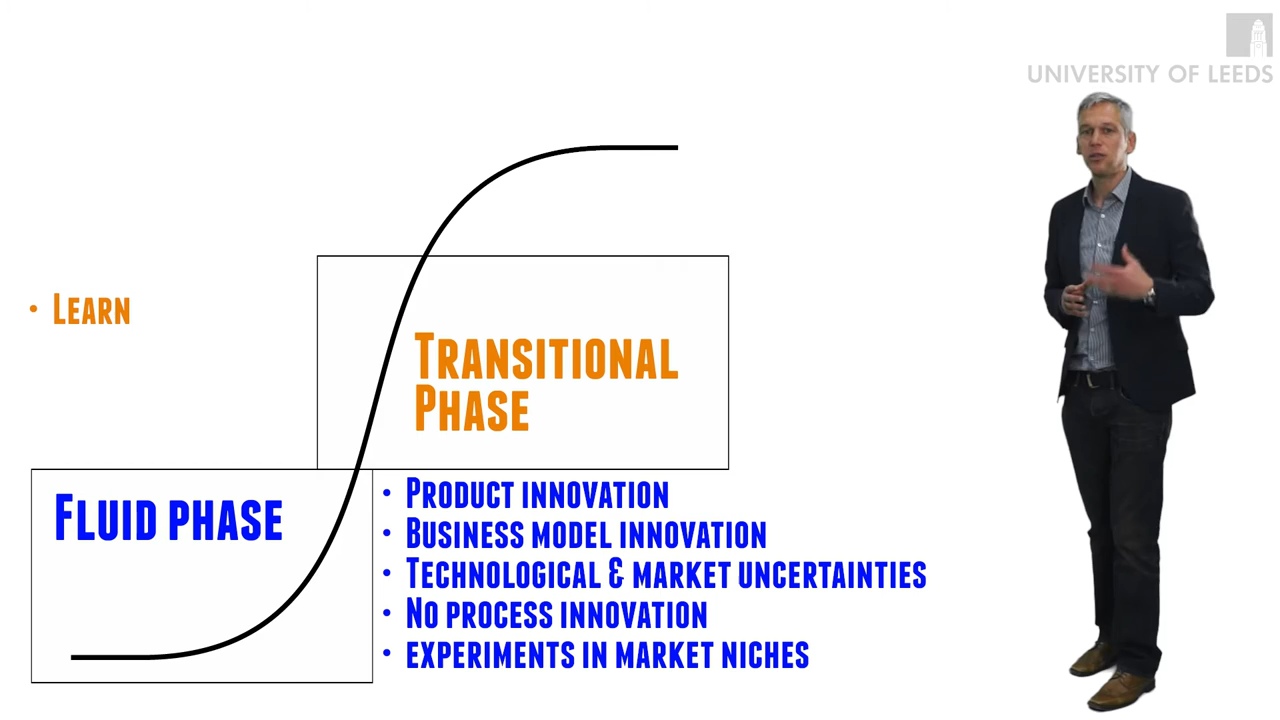 UNIVERSITY OF LEEDS
• LEARN
TRANSITIONAL
PHASE
FLUID PHASE
• PRODUCT INNOVATION
• BUSINESS MODEL INNOVATION
• TECHNOLOGICAL & MARKET UNCERTAINTIES
• NO PROCESS INNOVATION
• EXPERIMENTS IN MARKET NICHES